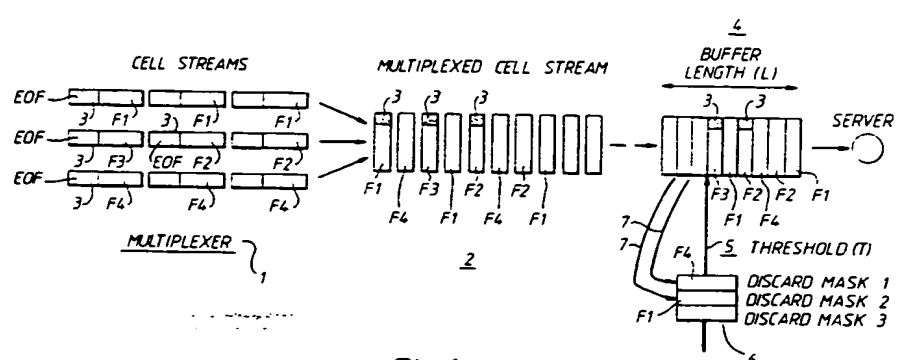 4
CELL STREAMS
MULTIPLEXED CELL STREAM
BUFFER
LENGTH (L)
3 3 3
3 3
SERVER
EOF
3 F1 3 F1 F1
EOF
3 F3 EOF F2 F2
EOF
3 F4 F4 F4
F1 F3 F2 F2
F4 F1 F4 F1
F3 F2 F2 F1
F1 F4
MULTIPLEXER 1
2
7
7
5 THRESHOLD (T)
F4
DISCARD MASK 1
DISCARD MASK 2
F1
DISCARD MASK 3